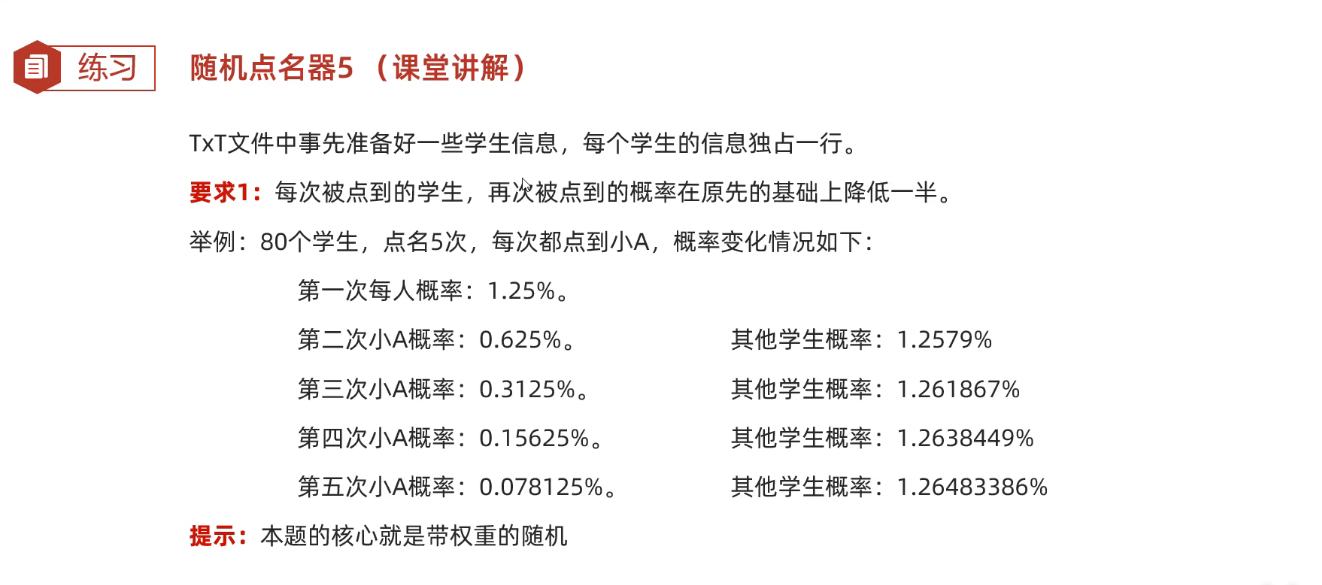 练习 随机点名器5 （课堂讲解）
TxT文件中事先准备好一些学生信息，每个学生的信息独占一行。
要求1：每次被点到的学生，再次被点到的概率在原先的基础上降低一半。
举例：80个学生，点名5次，每次都点到小A，概率变化情况如下：
第一次每人概率：1.25%。
第二次小A概率：0.625%。 其他学生概率：1.2579%
第三次小A概率：0.3125%。 其他学生概率：1.261867%
第四次小A概率：0.15625%。 其他学生概率：1.2638449%
第五次小A概率：0.078125%。 其他学生概率：1.26483386%
提示：本题的核心就是带权重的随机